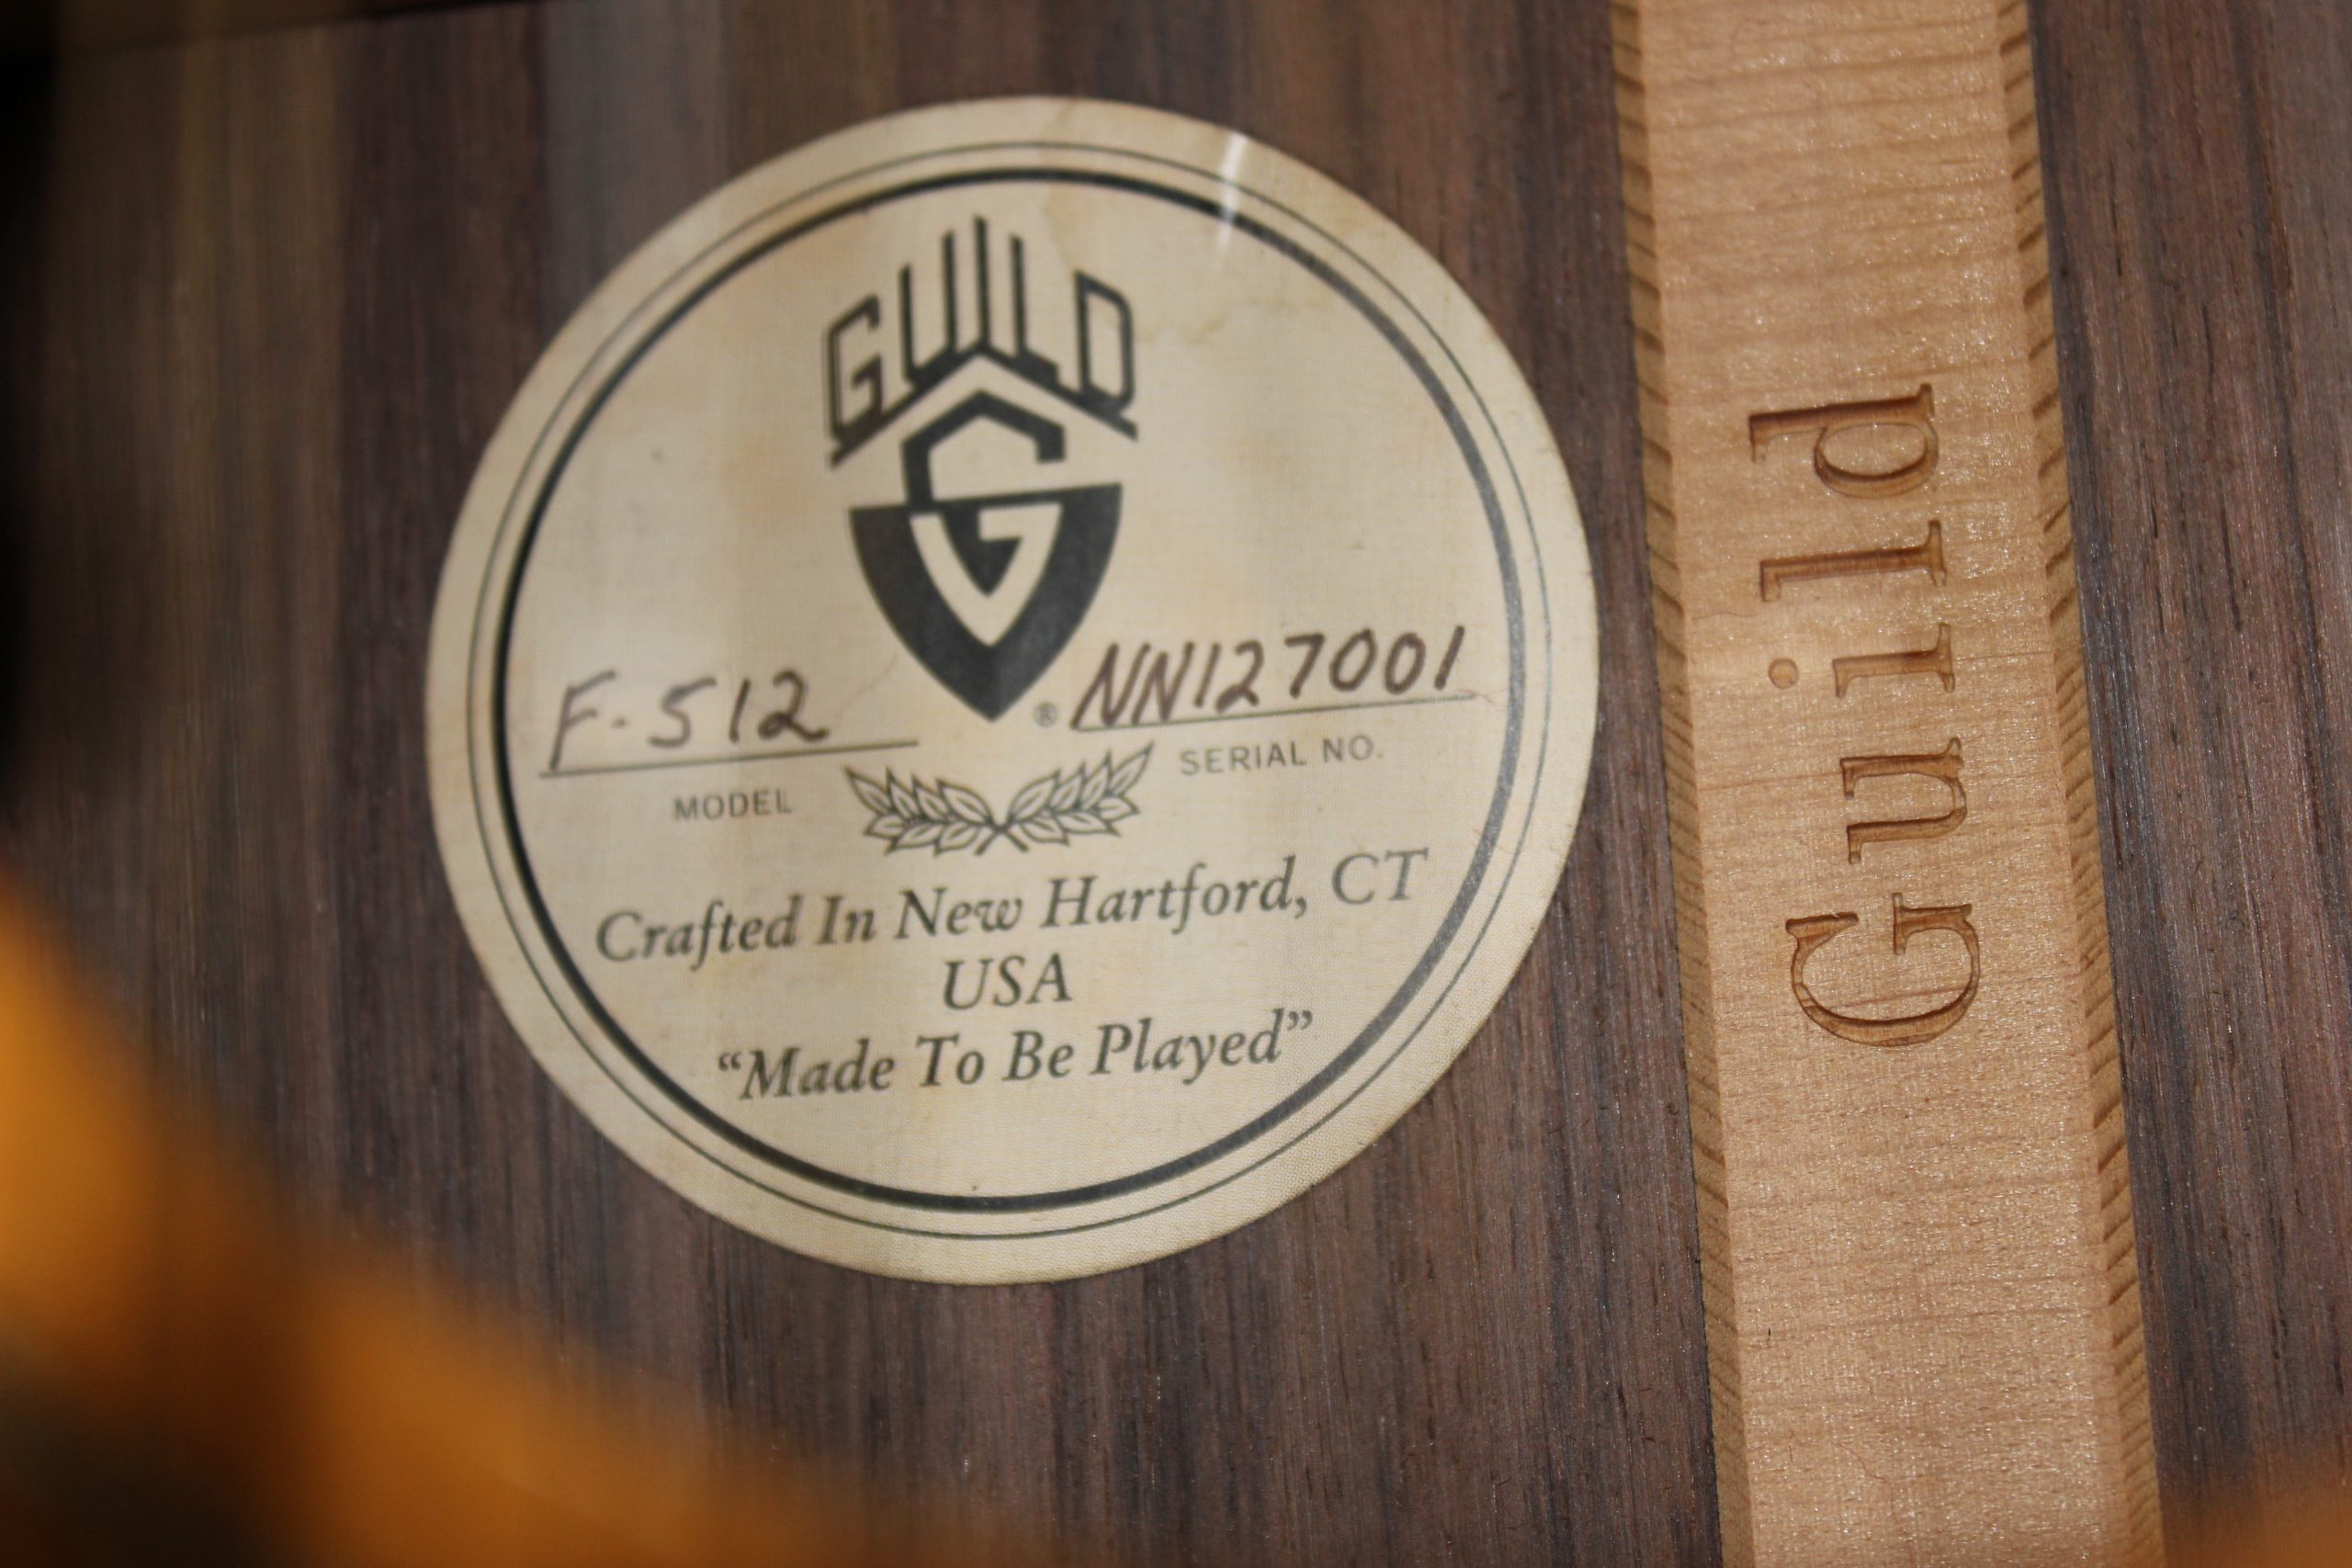 GUILD
G
F-512 ® NN127001
MODEL SERIAL NO.
Crafted In New Hartford, CT
USA
“Made To Be Played”
Guild